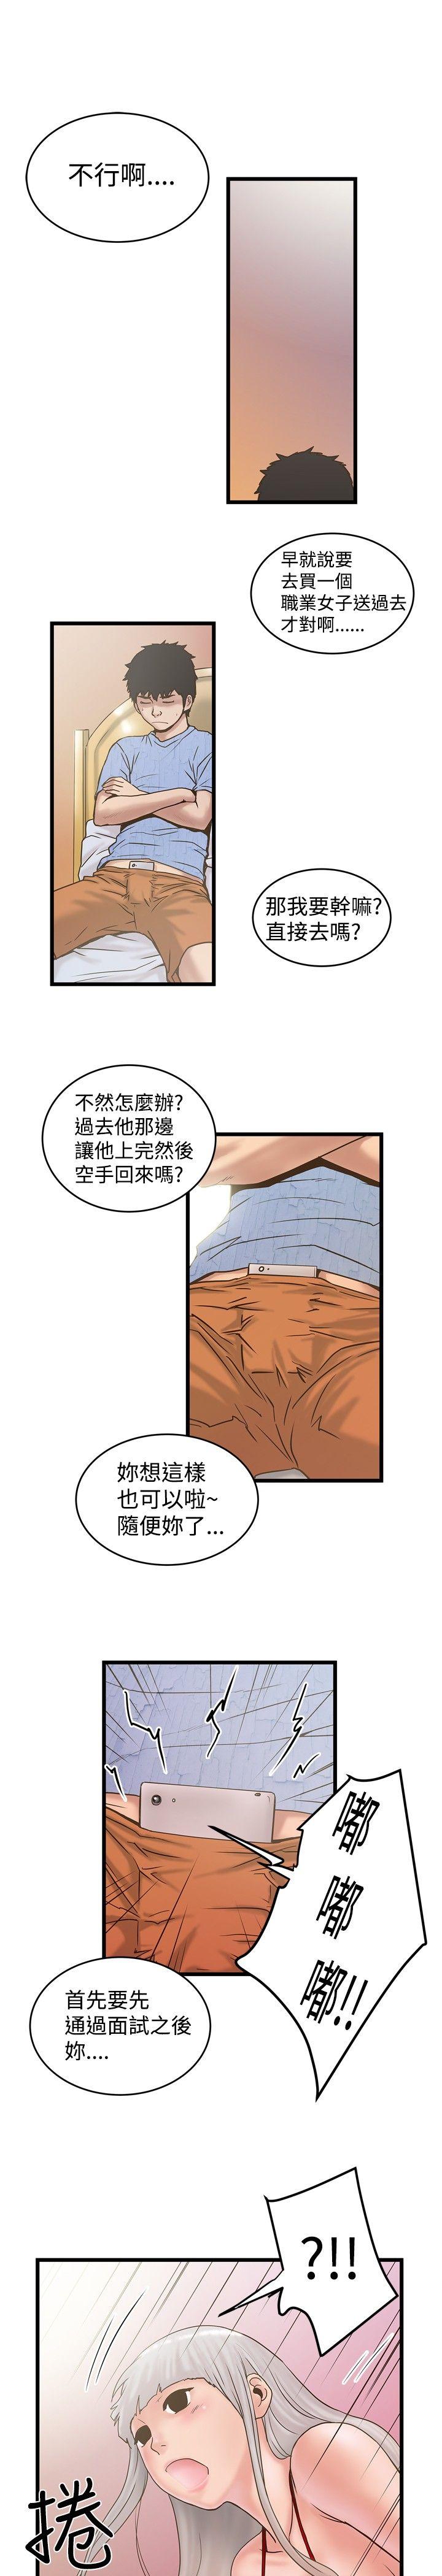 不行啊....
早就說要
去買一個
職業女子送過去
才對啊......
那我要幹嘛?
直接去嗎?
不然怎麼辦?
過去他那邊
讓他上完然後
空手回來嗎?
妳想這樣
也可以啦~
隨便妳了...
嘟
嘟
嘟!!
首先要先
通過面試之後
妳....
?!!
捲